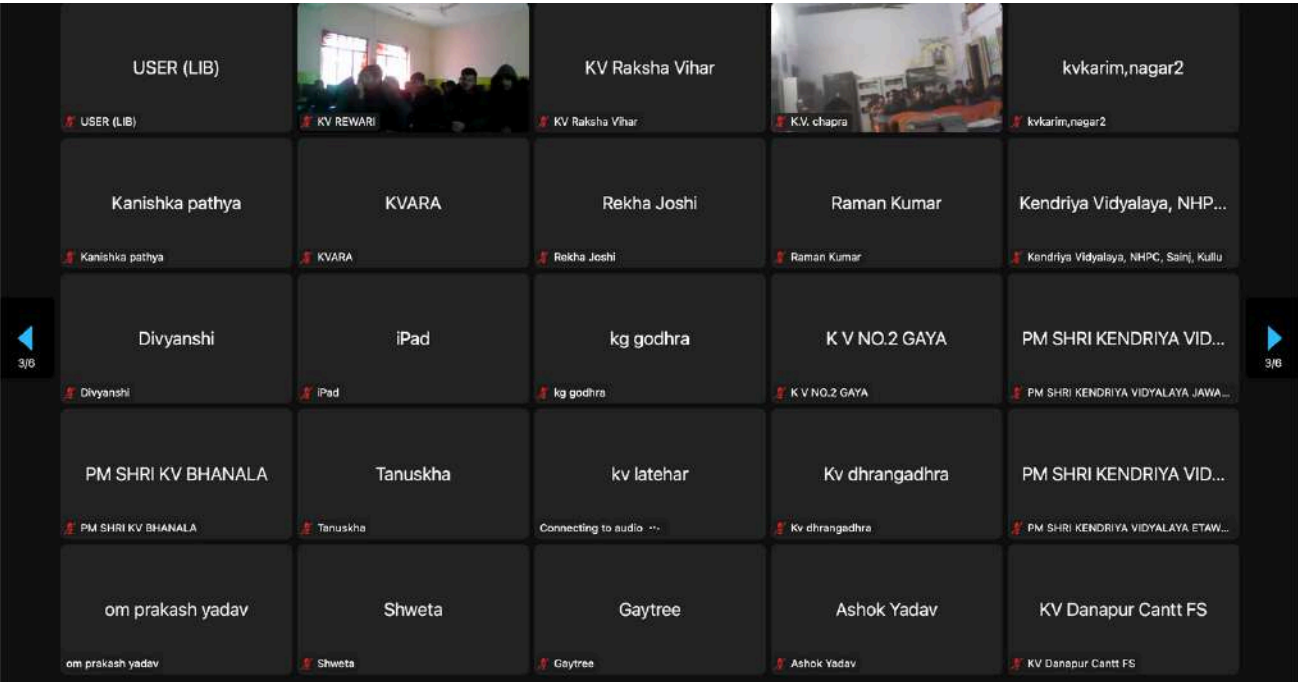 USER (LIB)
USER (LIB)
KV REWARI
KV Raksha Vihar
KV Raksha Vihar
K.V. chapra
kvkarim,nagar2
kvkarim,nagar2
Kanishka pathya
Kanishka pathya
KVARA
KVARA
Rekha Joshi
Rekha Joshi
Raman Kumar
Raman Kumar
Kendriya Vidyalaya, NHP...
Kendriya Vidyalaya, NHPC, Sainj, Kullu
3/6
Divyanshi
Divyanshi
iPad
iPad
kg godhra
kg godhra
K V NO.2 GAYA
K V NO.2 GAYA
PM SHRI KENDRIYA VID...
PM SHRI KENDRIYA VIDYALAYA JAWA...
3/6
PM SHRI KV BHANALA
PM SHRI KV BHANALA
Tanuskha
Tanuskha
kv latehar
Connecting to audio ...
Kv dhrangadhra
Kv dhrangadhra
PM SHRI KENDRIYA VID...
PM SHRI KENDRIYA VIDYALAYA ETAW...
om prakash yadav
om prakash yadav
Shweta
Shweta
Gaytree
Gaytree
Ashok Yadav
Ashok Yadav
KV Danapur Cantt FS
KV Danapur Cantt FS